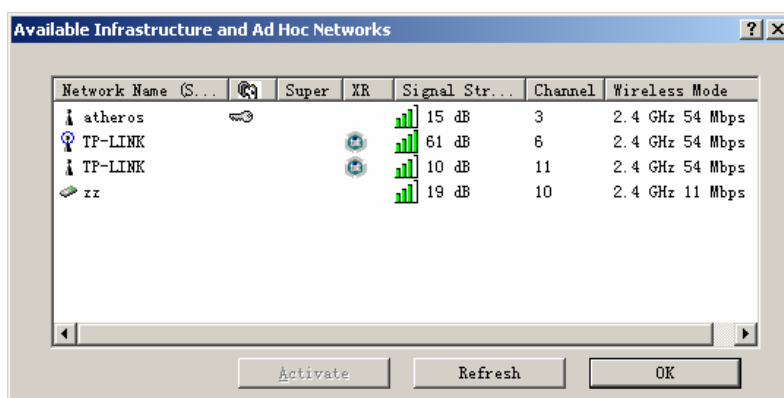 Available Infrastructure and Ad Hoc Networks
Network Name (S... Super XR Signal Str... Channel Wireless Mode
atheros 15 dB 3 2.4 GHz 54 Mbps
TP-LINK 61 dB 6 2.4 GHz 54 Mbps
TP-LINK 10 dB 11 2.4 GHz 54 Mbps
zz 19 dB 10 2.4 GHz 11 Mbps
Activate Refresh OK